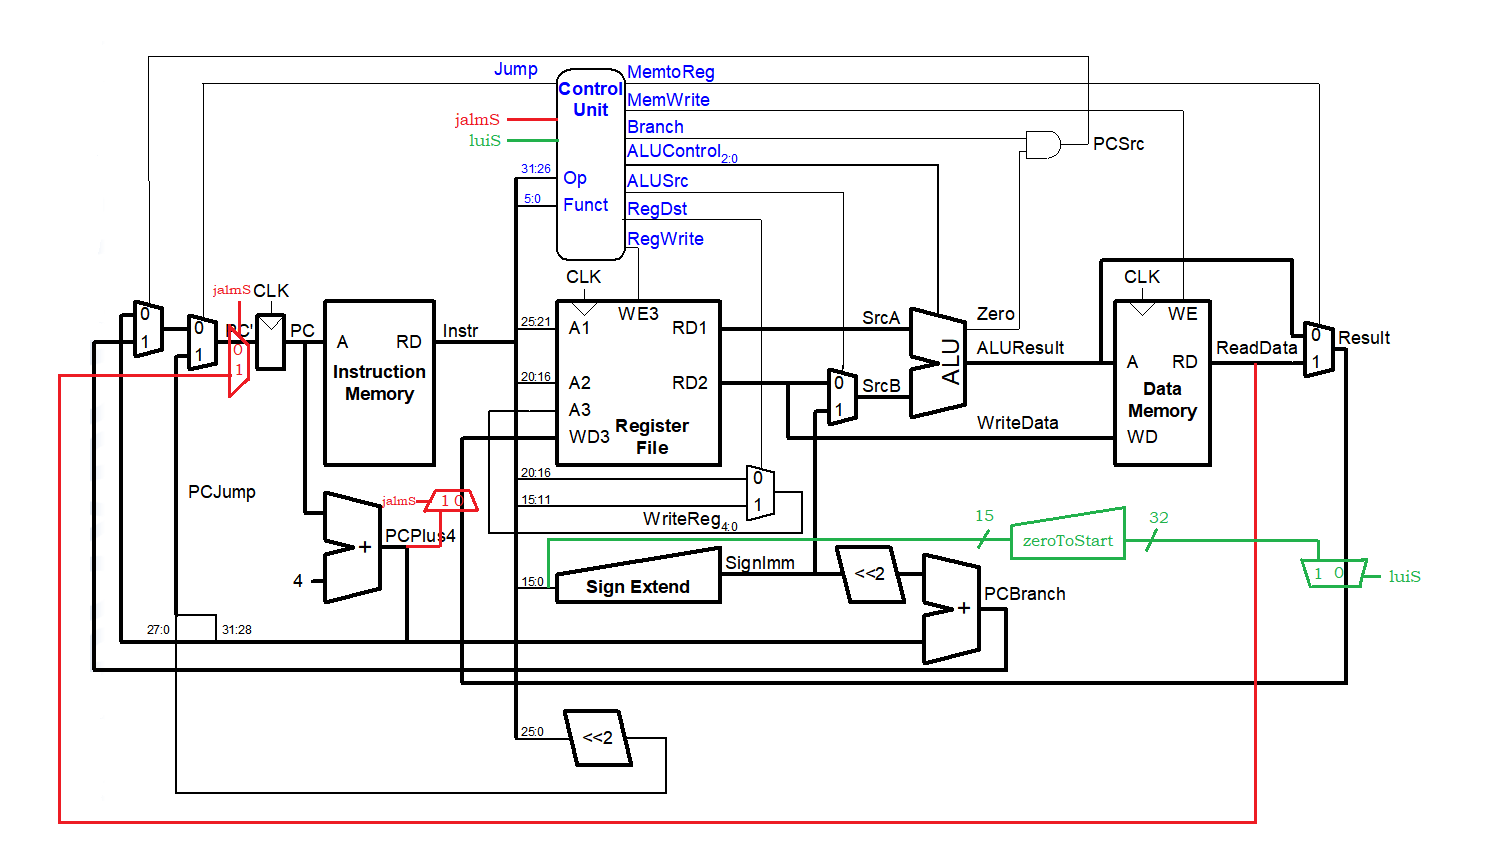 Jump
Control
Unit
MemtoReg
MemWrite
Branch
ALUControl2:0
ALUSrc
RegDst
RegWrite
jalmS
luiS
31:26
Op
5:0
Funct
PCSrc
CLK
CLK
CLK
jalmS
0
1
0
1
PC'
0
1
PC
A
RD
Instr
Instruction
Memory
25:21
A1
WE3
RD1
20:16
A2
RD2
A3
WD3
Register
File
SrcA
0
1
SrcB
ALU
Zero
ALUResult
WriteData
WE
A
RD
Data
Memory
WD
ReadData
0
1
Result
PCJump
jalmS
1 0
PCPlus4
+
4
20:16
0
15:11
1
WriteReg4:0
15
zeroToStart
32
1 0
luiS
15:0
Sign Extend
SignImm
<<2
+
PCBranch
27:0
31:28
25:0
<<2